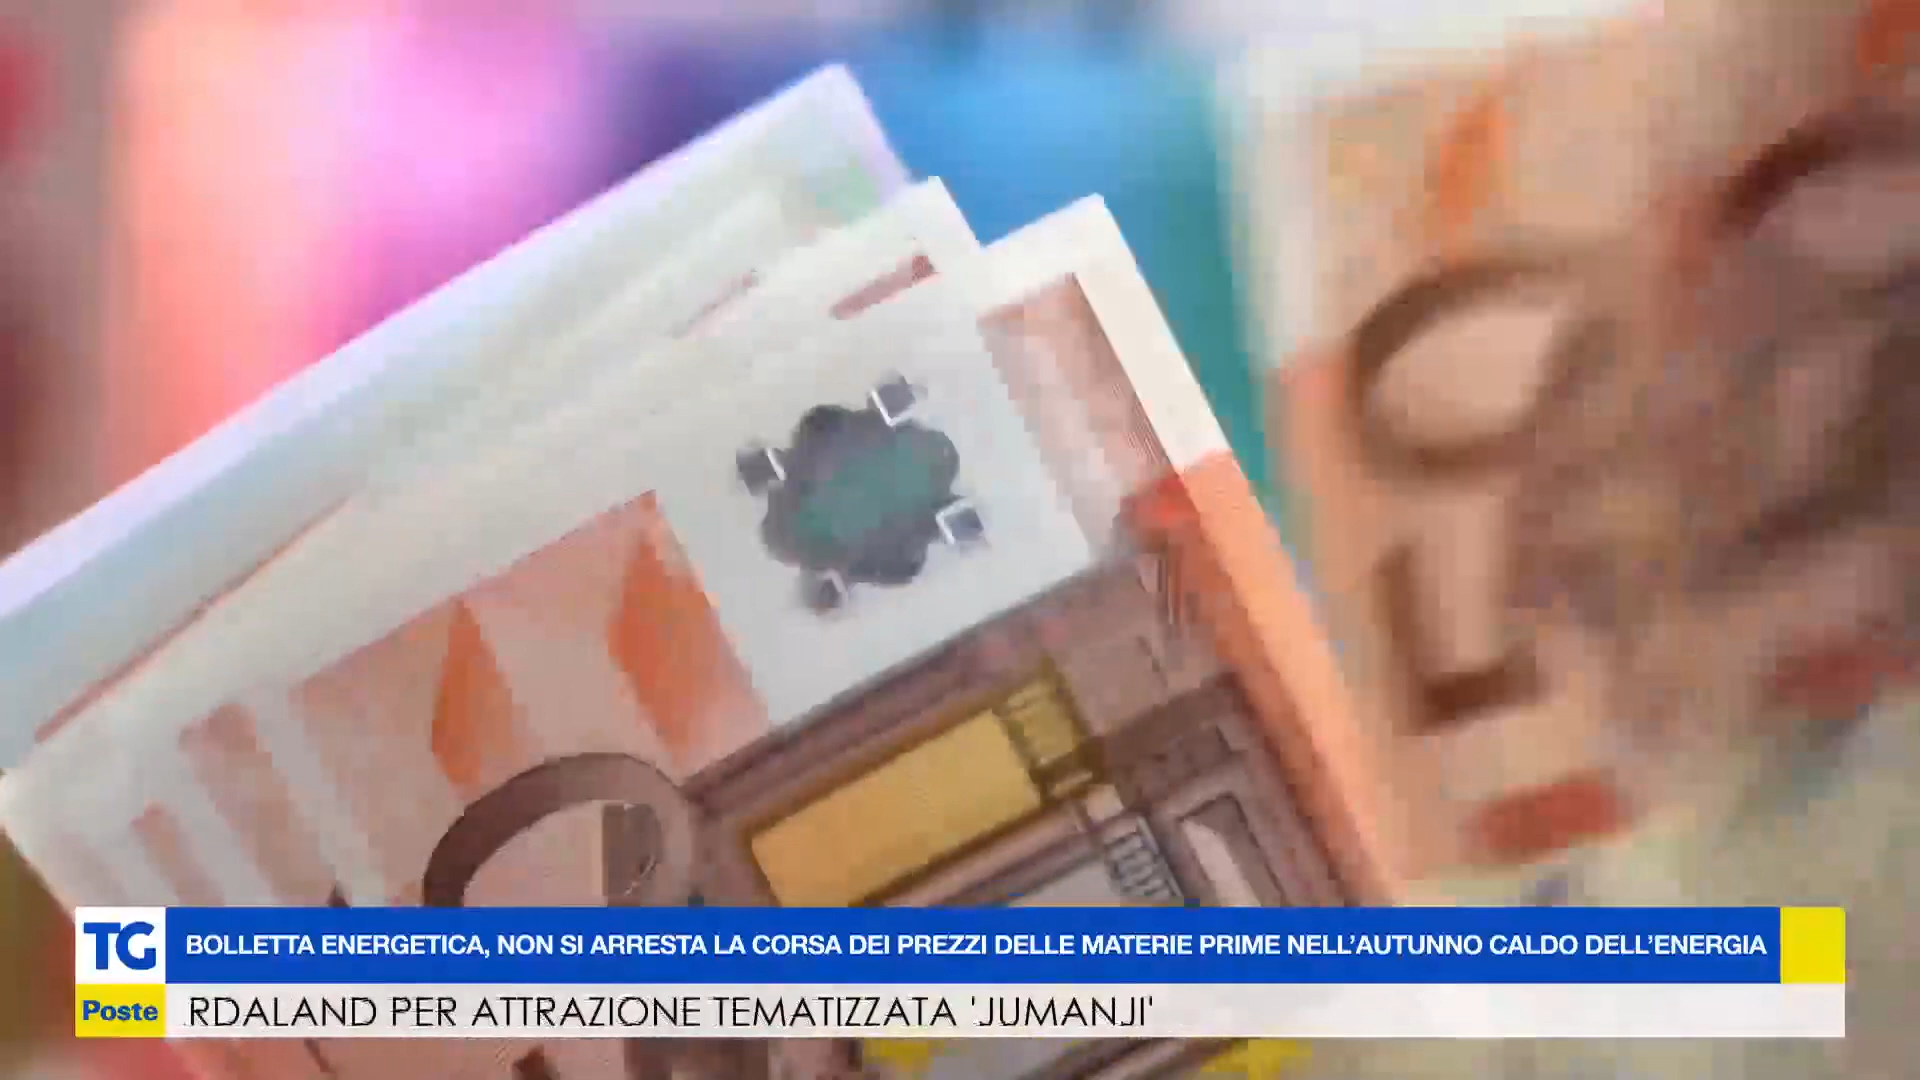 TG
BOLLETTA ENERGETICA, NON SI ARRESTA LA CORSA DEI PREZZI DELLE MATERIE PRIME NELL'AUTUNNO CALDO DELL'ENERGIA
Poste
RDALAND PER ATTRAZIONE TEMATIZZATA 'JUMANJI'